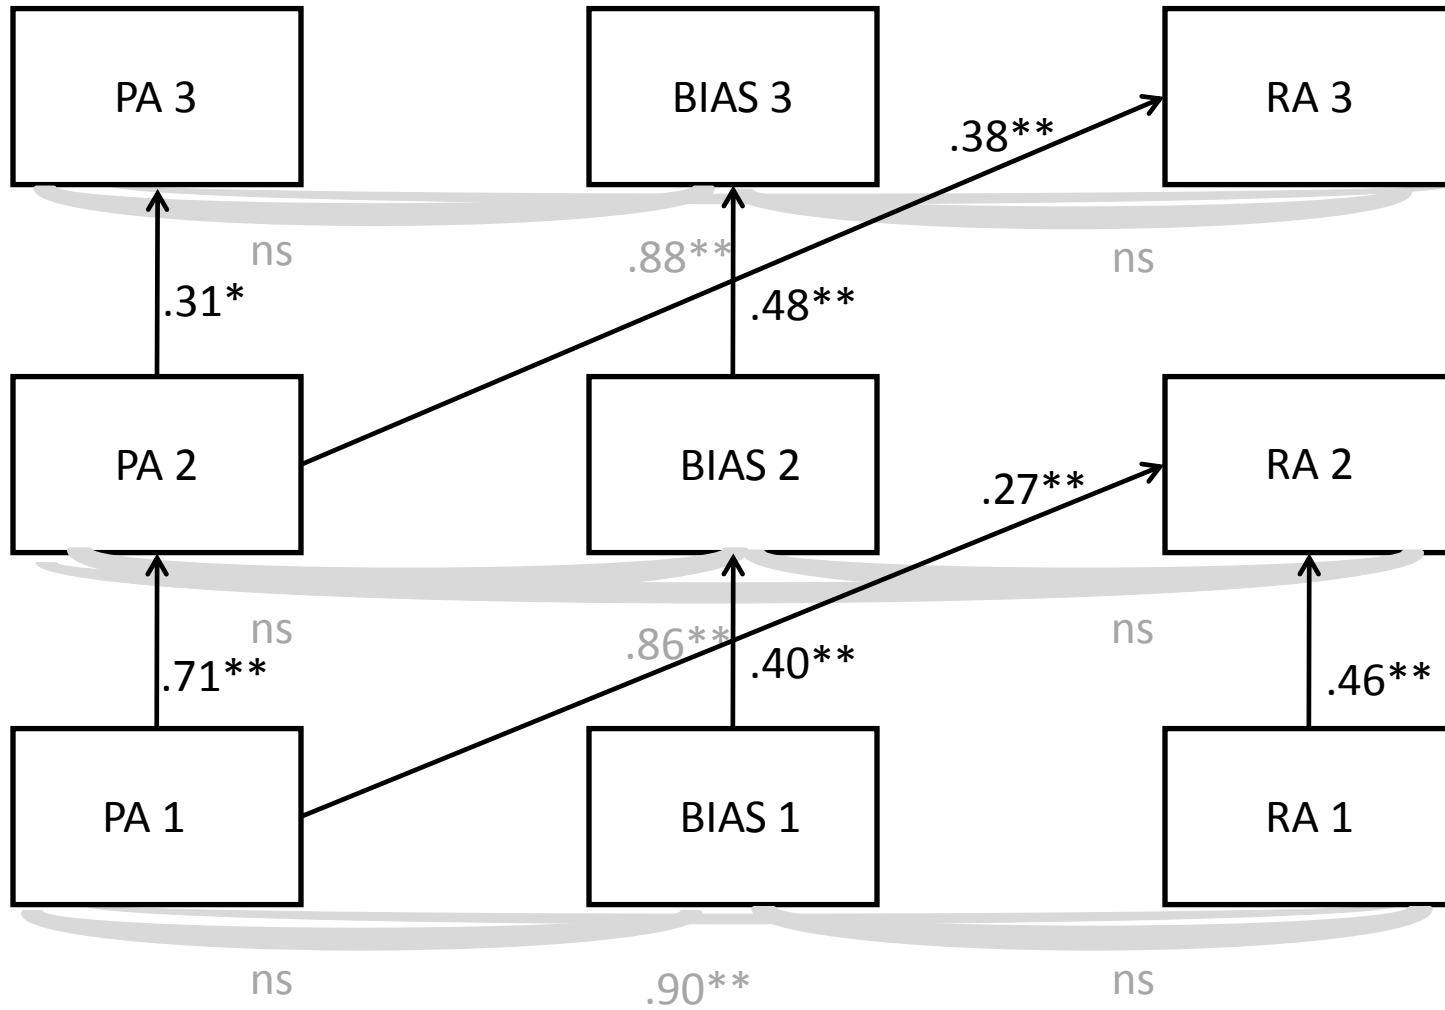 PA 3
BIAS 3
RA 3
.38**
ns
.88**
ns
.31*
.48**
PA 2
BIAS 2
RA 2
.27**
ns
.86**
ns
.71**
.40**
.46**
PA 1
BIAS 1
RA 1
ns
.90**
ns